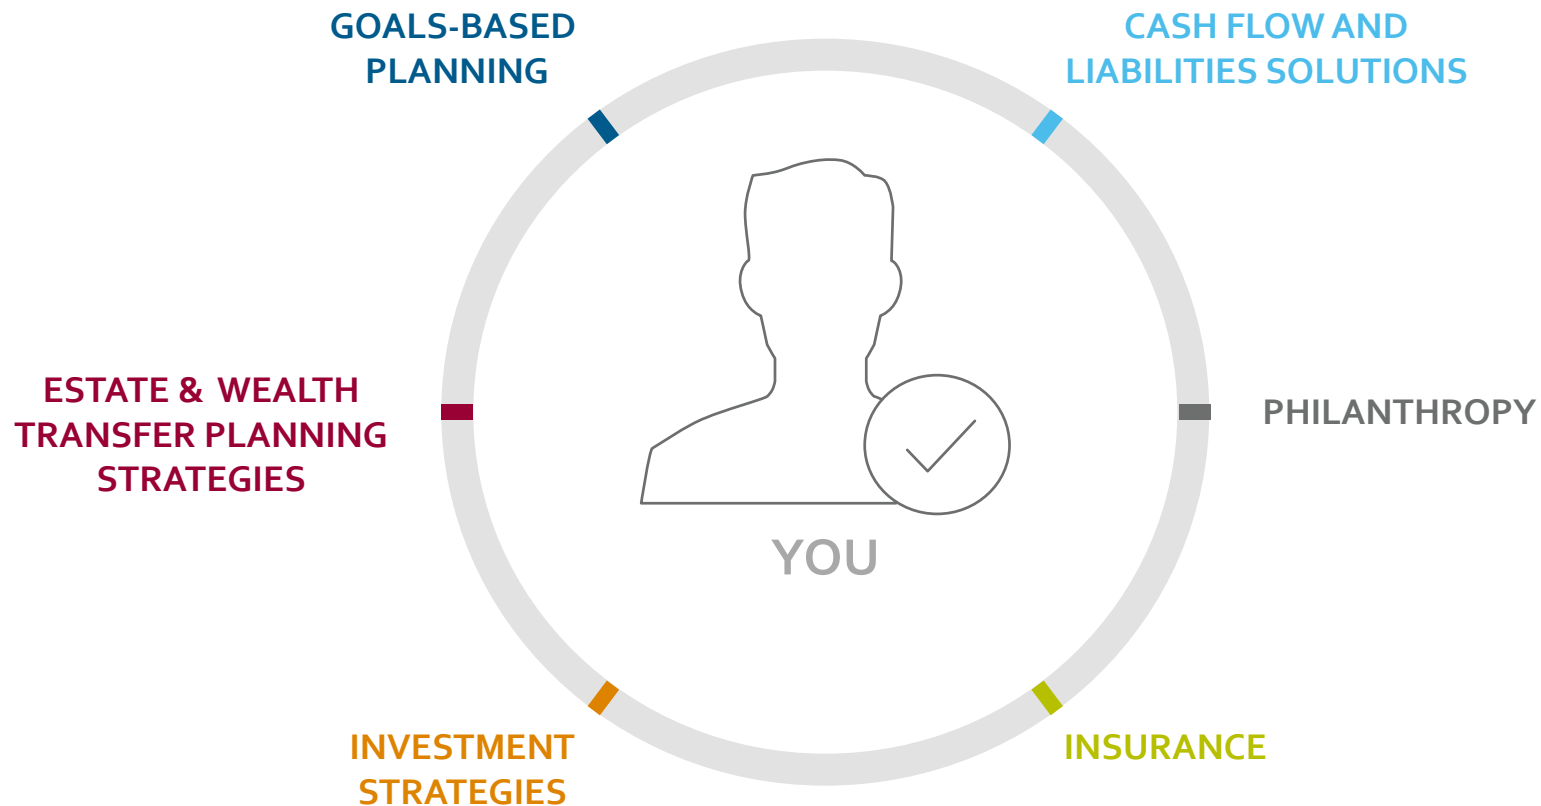 GOALS-BASED
PLANNING
CASH FLOW AND
LIABILITIES SOLUTIONS
ESTATE & WEALTH
TRANSFER PLANNING
STRATEGIES
PHILANTHROPY
YOU
INVESTMENT
STRATEGIES
INSURANCE